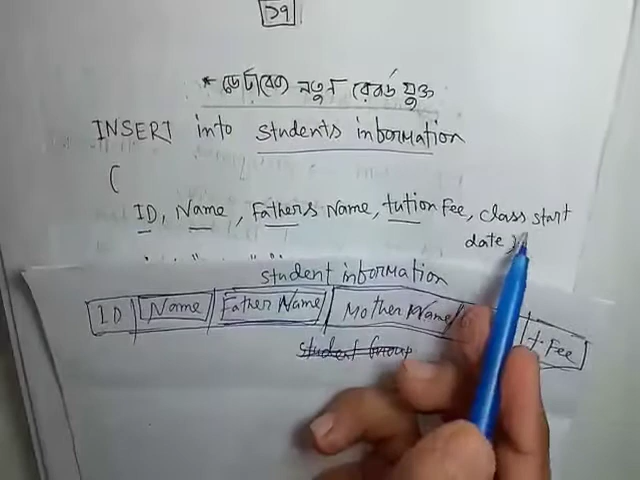 ১৭
* ডেটাবেজে নতুন রেকর্ড যুক্ত
INSERT into students information
(
ID, Name, Fathers Name, tution Fee, class start
date
student information
ID Name Father Name Mother Name t. Fee
student Group